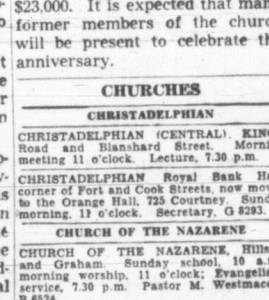 $23,000. It is expected that man
former members of the churc
will be present to celebrate th
anniversary.
CHURCHES
CHRISTADELPHIAN
CHRISTADELPHIAN (CENTRAL). KING
Road and Blanshard Street. Morni
meeting 11 o'clock. Lecture, 7.30 p.m.
CHRISTADELPHIAN Royal Bank Ha
corner of Fort and Cook Streets, now mov
to the Orange Hall, 725 Courtney. Sund
morning, 11 o'clock. Secretary, G 8293.
CHURCH OF THE NAZARENE
CHURCH OF THE NAZARENE, Hills
and Graham. Sunday school, 10 a.
morning worship, 11 o'clock; Evangelis
service, 7.30 p.m. Pastor M. Westmaco